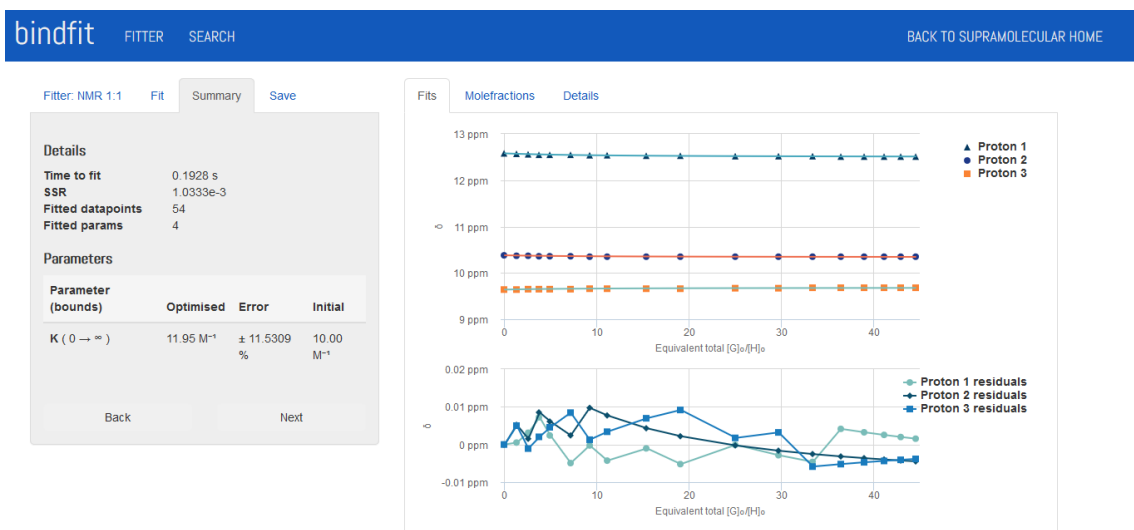 bindfit FITTER SEARCH BACK TO SUPRAMOLECULAR HOME
Fitter: NMR 1:1 Fit Summary Save
Details
Time to fit 0.1928 s
SSR 1.0333e-3
Fitted datapoints 54
Fitted params 4
Parameters
Parameter
(bounds) Optimised Error Initial
K ( 0 → ∞ ) 11.95 M⁻¹ ± 11.5309 10.00
% M⁻¹
Back Next
Fits Molefractions Details
13 ppm
12 ppm
11 ppm
10 ppm
9 ppm
δ
0 10 20 30 40
Equivalent total [G]₀/[H]₀
Proton 1
Proton 2
Proton 3
0.02 ppm
0.01 ppm
0 ppm
-0.01 ppm
δ
0 10 20 30 40
Equivalent total [G]₀/[H]₀
Proton 1 residuals
Proton 2 residuals
Proton 3 residuals